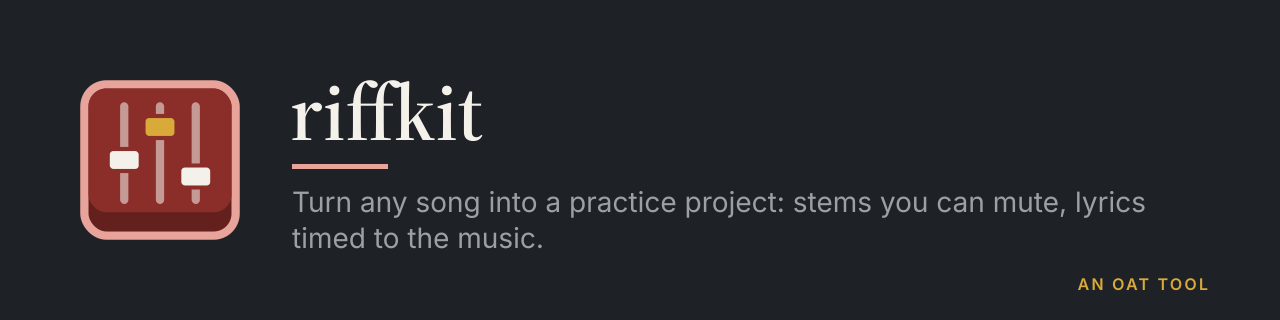 riffkit
Turn any song into a practice project: stems you can mute, lyrics
timed to the music.
AN OAT TOOL